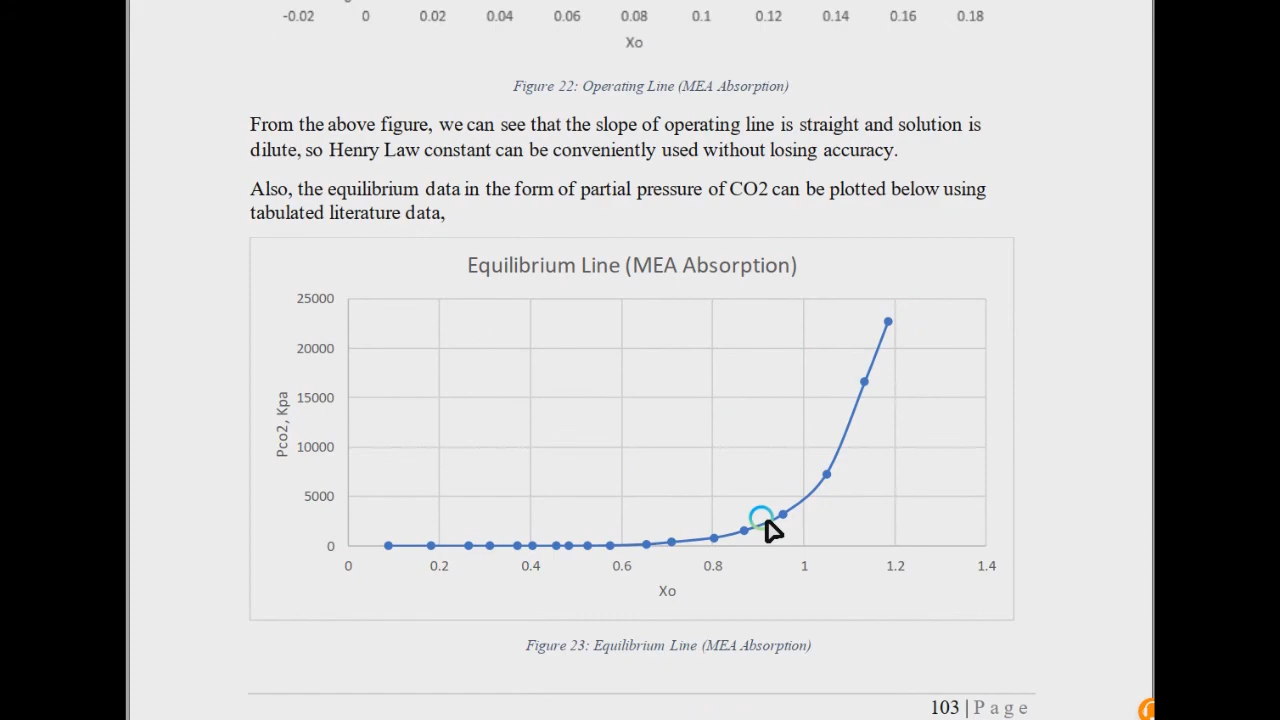 -0.02 0 0.02 0.04 0.06 0.08 0.1 0.12 0.14 0.16 0.18
Xo
Figure 22: Operating Line (MEA Absorption)
From the above figure, we can see that the slope of operating line is straight and solution is
dilute, so Henry Law constant can be conveniently used without losing accuracy.
Also, the equilibrium data in the form of partial pressure of CO2 can be plotted below using
tabulated literature data,
Equilibrium Line (MEA Absorption)
25000
20000
15000
10000
5000
0
Pco2, Kpa
0 0.2 0.4 0.6 0.8 1 1.2 1.4
Xo
Figure 23: Equilibrium Line (MEA Absorption)
103 | Page